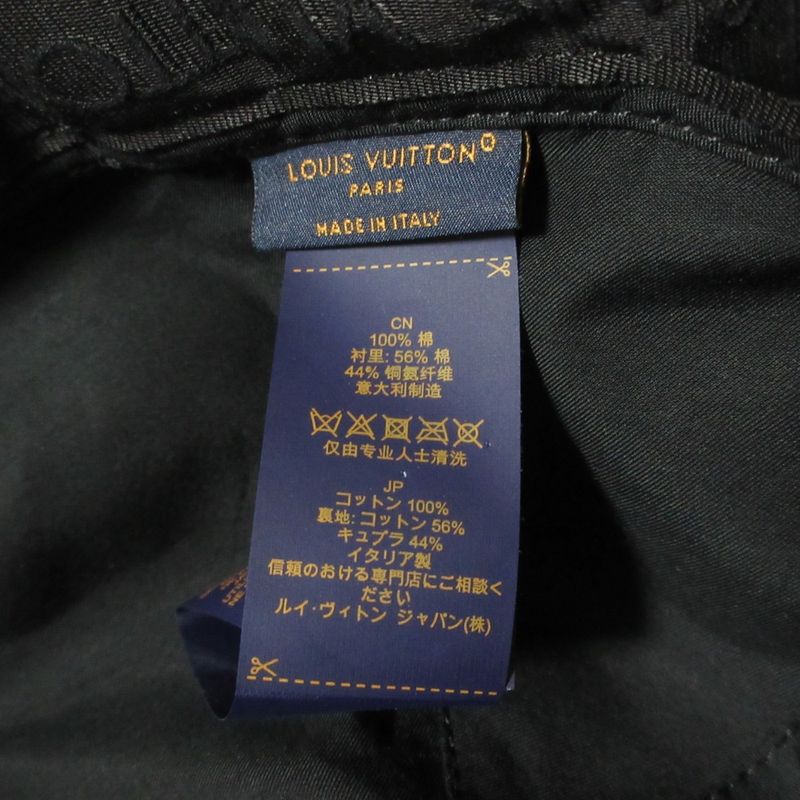 LOUIS VUITTON®
PARIS
MADE IN ITALY
CN
100% 棉
衬里: 56% 棉
44% 铜氨纤维
意大利制造
仅由专业人士清洗
JP
コットン 100%
裏地: コットン 56%
キュプラ 44%
イタリア製
信頼のおける専門店にご相談く
ださい
ルイ・ヴィトン ジャパン(株)